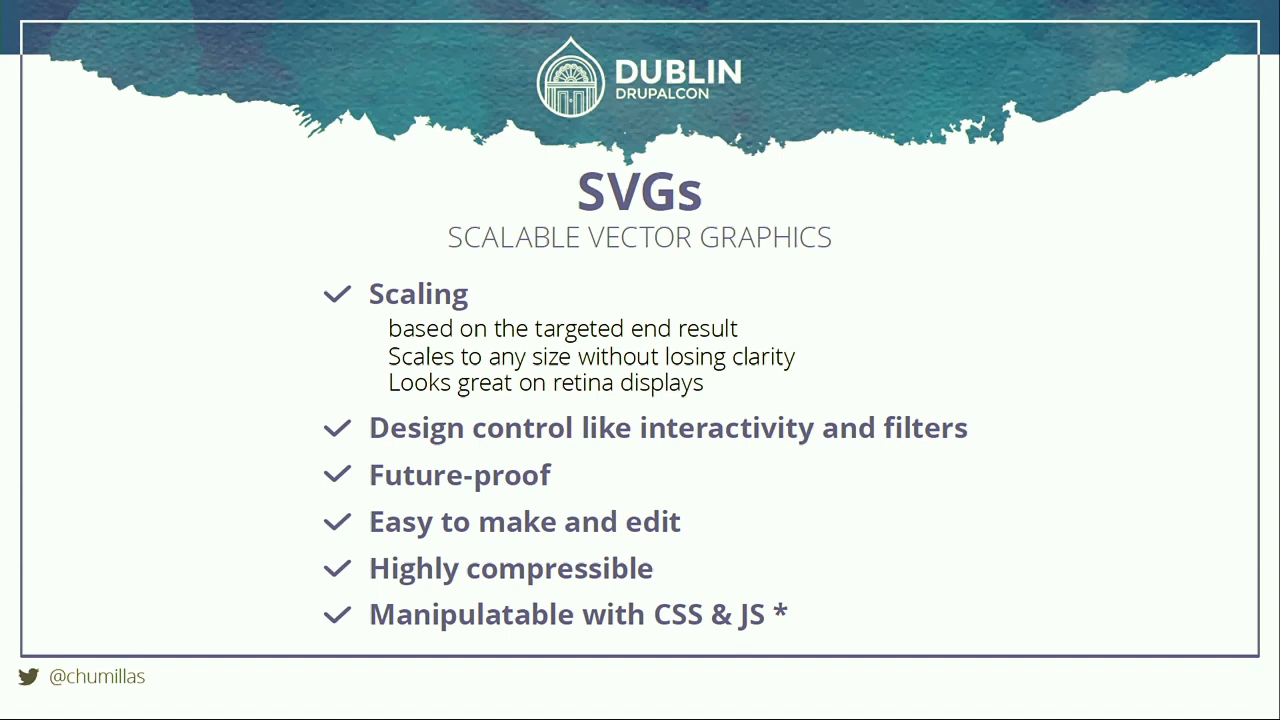 DUBLIN
DRUPALCON
SVGs
SCALABLE VECTOR GRAPHICS
Scaling
based on the targeted end result
Scales to any size without losing clarity
Looks great on retina displays
Design control like interactivity and filters
Future-proof
Easy to make and edit
Highly compressible
Manipulatable with CSS & JS *
@chumillas